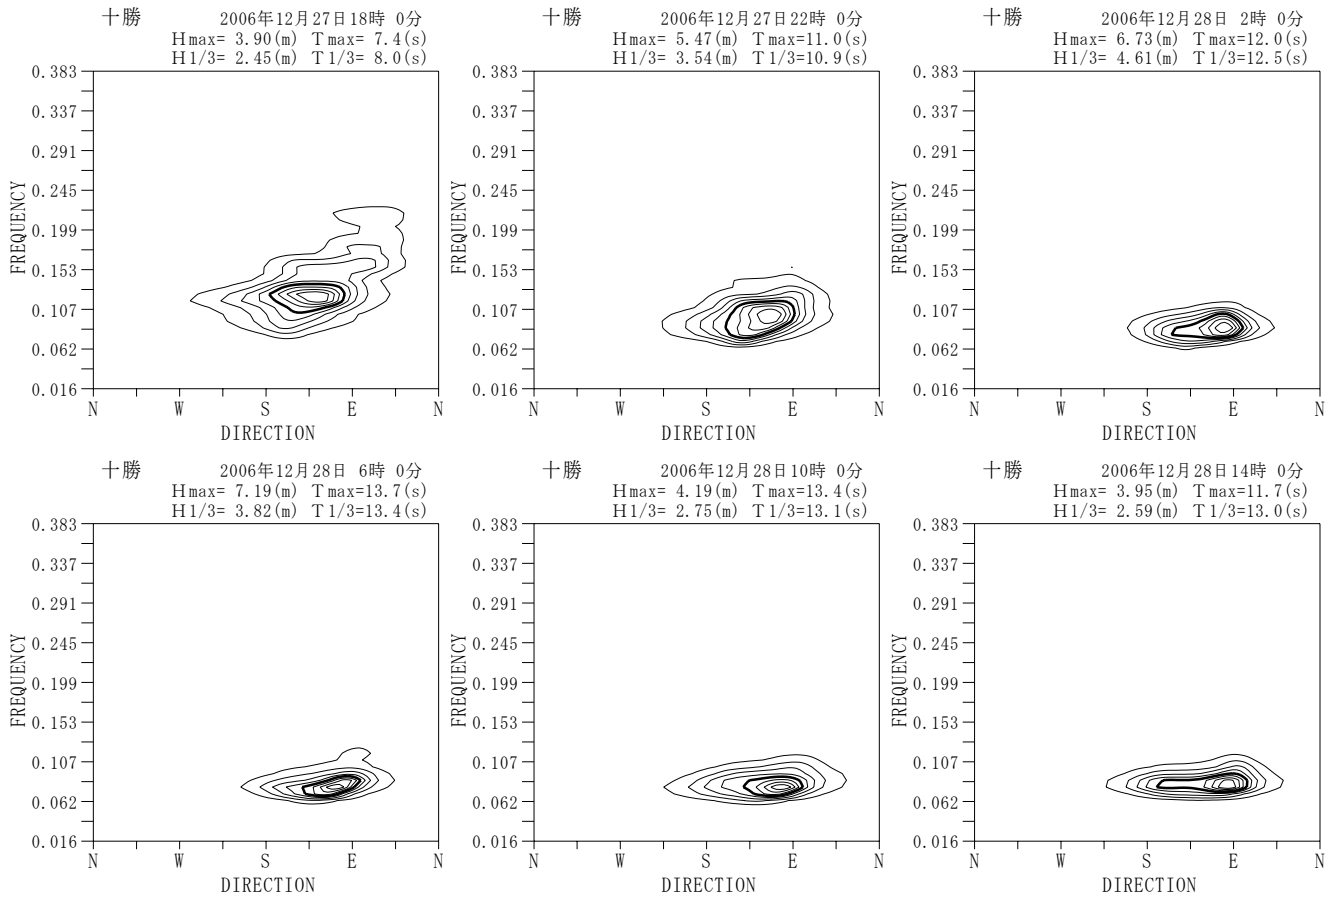 十勝 2006年12月27日18時 0分
Hmax= 3.90(m) Tmax= 7.4(s)
H1/3= 2.45(m) T1/3= 8.0(s)
0.383
0.337
0.291
0.245
0.199
0.153
0.107
0.062
0.016
FREQUENCY
N W S E N
DIRECTION
十勝 2006年12月27日22時 0分
Hmax= 5.47(m) Tmax=11.0(s)
H1/3= 3.54(m) T1/3=10.9(s)
0.383
0.337
0.291
0.245
0.199
0.153
0.107
0.062
0.016
FREQUENCY
N W S E N
DIRECTION
十勝 2006年12月28日 2時 0分
Hmax= 6.73(m) Tmax=12.0(s)
H1/3= 4.61(m) T1/3=12.5(s)
0.383
0.337
0.291
0.245
0.199
0.153
0.107
0.062
0.016
FREQUENCY
N W S E N
DIRECTION
十勝 2006年12月28日 6時 0分
Hmax= 7.19(m) Tmax=13.7(s)
H1/3= 3.82(m) T1/3=13.4(s)
0.383
0.337
0.291
0.245
0.199
0.153
0.107
0.062
0.016
FREQUENCY
N W S E N
DIRECTION
十勝 2006年12月28日10時 0分
Hmax= 4.19(m) Tmax=13.4(s)
H1/3= 2.75(m) T1/3=13.1(s)
0.383
0.337
0.291
0.245
0.199
0.153
0.107
0.062
0.016
FREQUENCY
N W S E N
DIRECTION
十勝 2006年12月28日14時 0分
Hmax= 3.95(m) Tmax=11.7(s)
H1/3= 2.59(m) T1/3=13.0(s)
0.383
0.337
0.291
0.245
0.199
0.153
0.107
0.062
0.016
FREQUENCY
N W S E N
DIRECTION